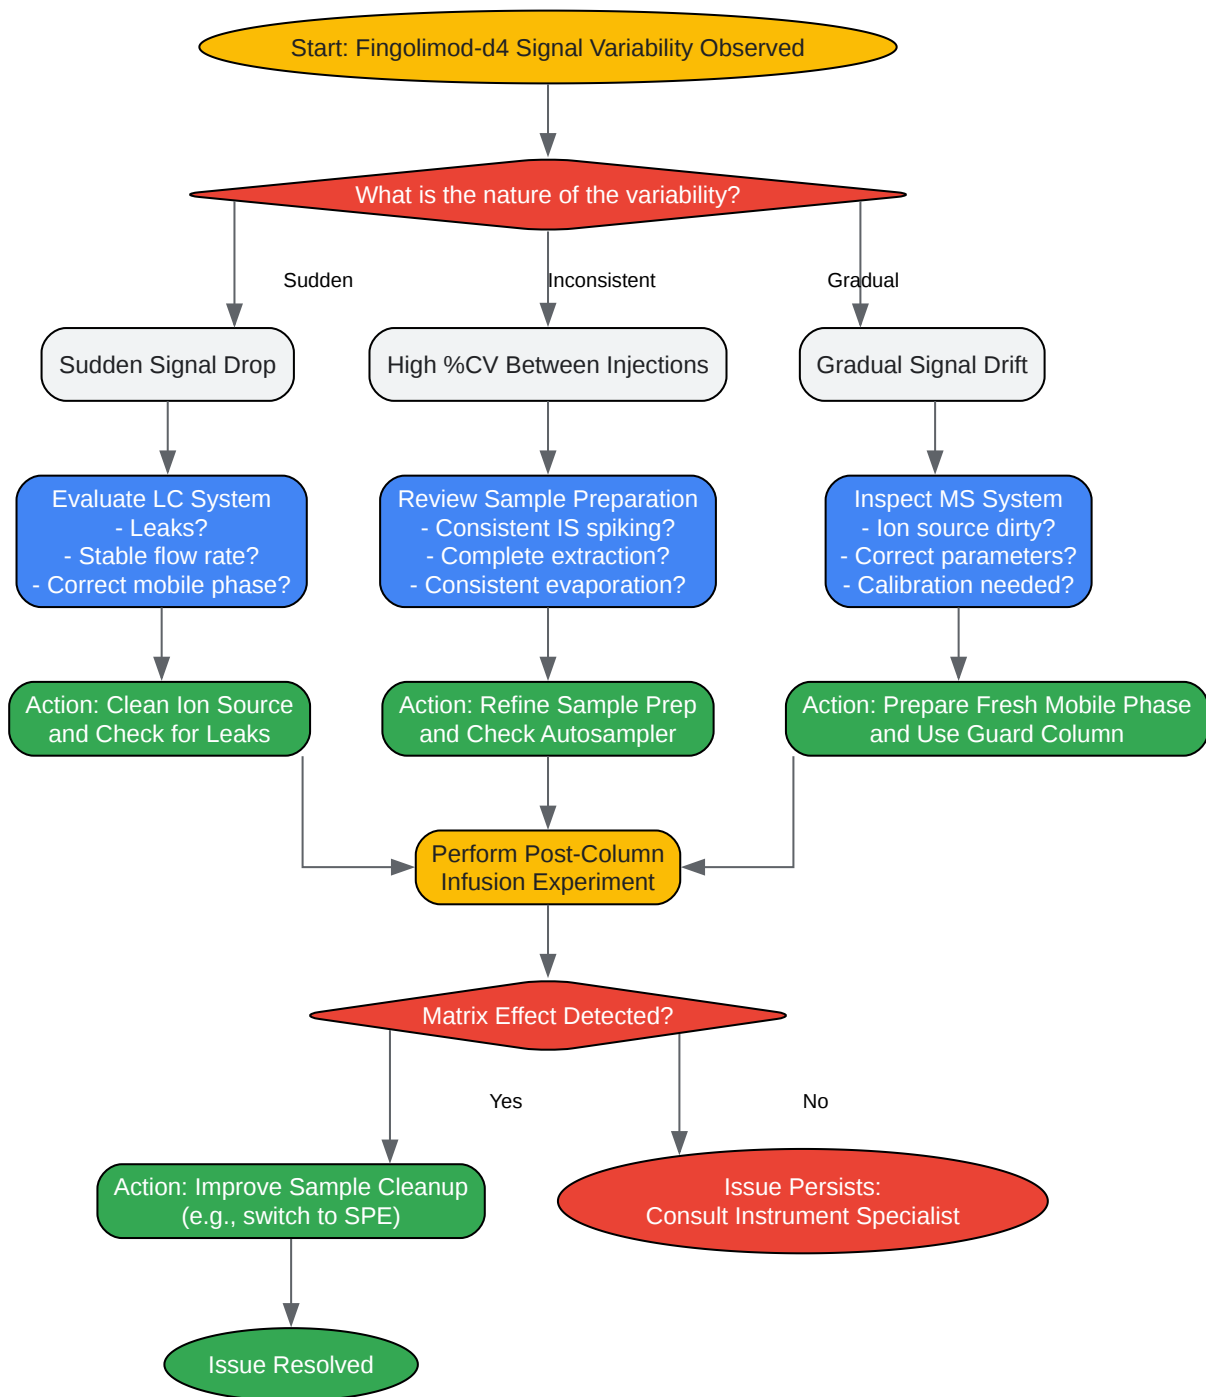 Start: Fingolimod-d4 Signal Variability Observed
What is the nature of the variability?
Sudden
Inconsistent
Gradual
Sudden Signal Drop
High %CV Between Injections
Gradual Signal Drift
Evaluate LC System
- Leaks?
- Stable flow rate?
- Correct mobile phase?
Review Sample Preparation
- Consistent IS spiking?
- Complete extraction?
- Consistent evaporation?
Inspect MS System
- Ion source dirty?
- Correct parameters?
- Calibration needed?
Action: Clean Ion Source
and Check for Leaks
Action: Refine Sample Prep
and Check Autosampler
Action: Prepare Fresh Mobile Phase
and Use Guard Column
Perform Post-Column
Infusion Experiment
Matrix Effect Detected?
Yes
No
Action: Improve Sample Cleanup
(e.g., switch to SPE)
Issue Persists:
Consult Instrument Specialist
Issue Resolved